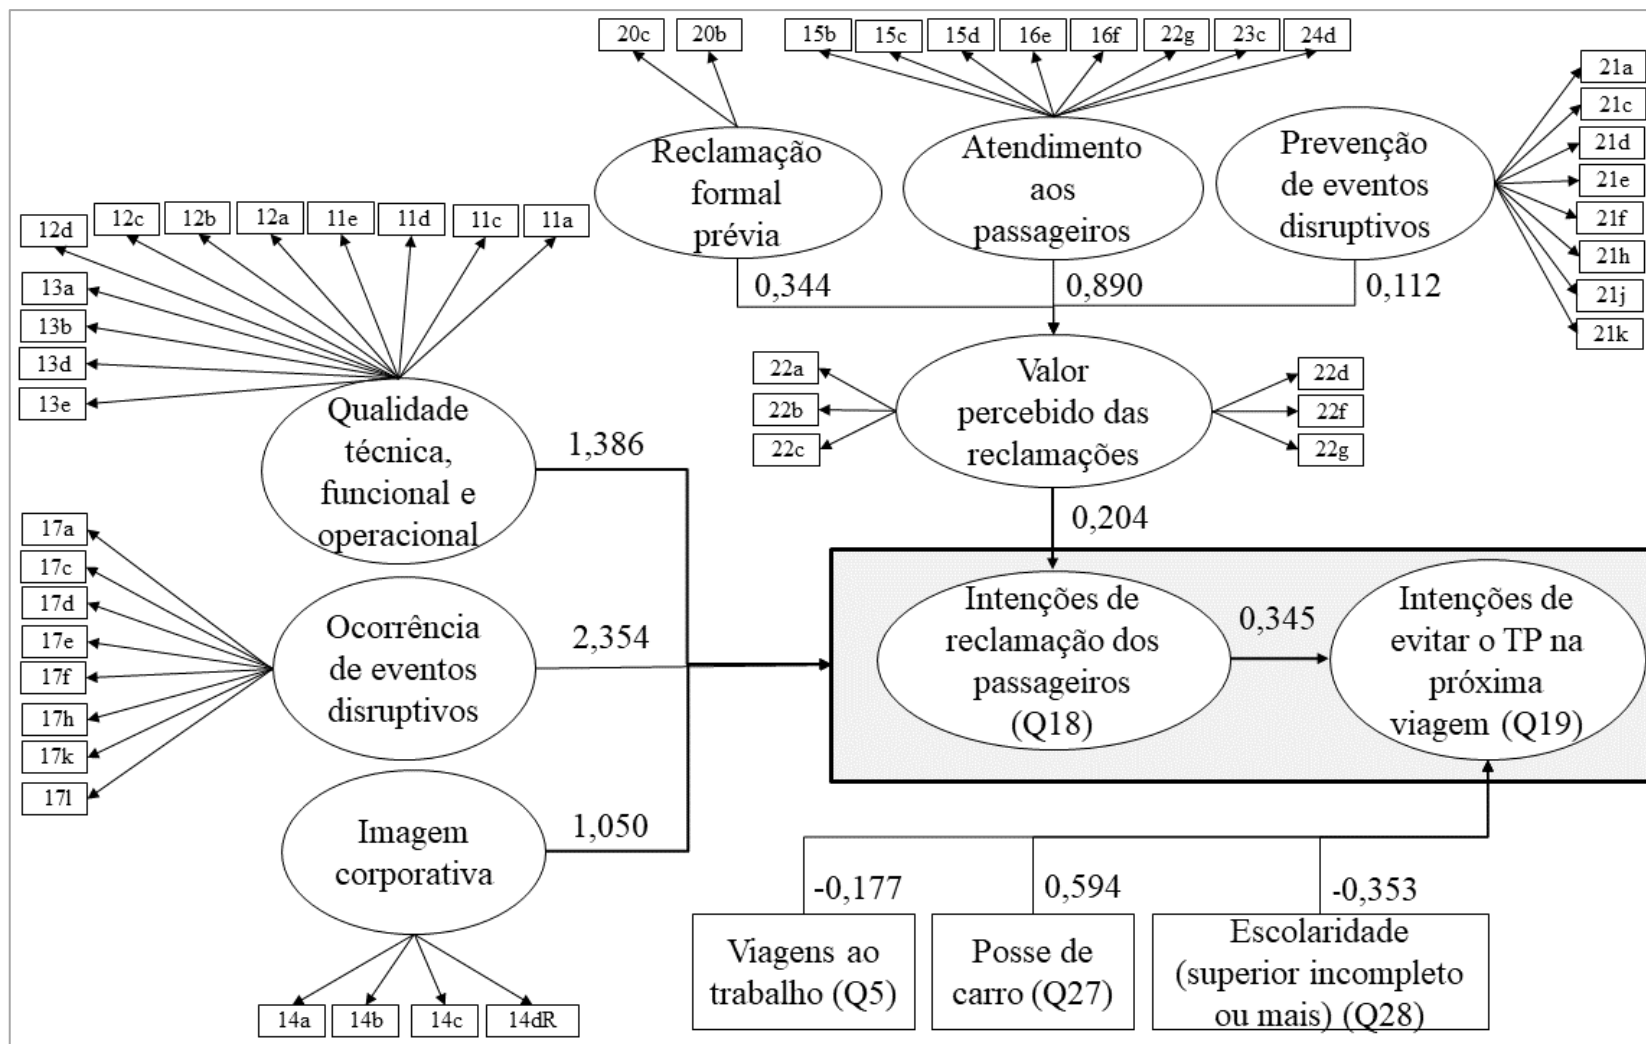 20c
20b
15b
15c
15d
16e
16f
22g
23c
24d
21a
21c
21d
21e
21f
21h
21j
21k
Reclamação
formal
prévia
Atendimento
aos
passageiros
Prevenção
de eventos
disruptivos
12d
12c
12b
12a
11e
11d
11c
11a
13a
13b
13d
13e
0,344
0,890
0,112
Qualidade
técnica,
funcional e
operacional
1,386
22a
22b
22c
Valor
percebido das
reclamações
22d
22f
22g
0,204
17a
17c
17d
17e
17f
17h
17k
17l
Ocorrência
de eventos
disruptivos
2,354
Intenções de
reclamação dos
passageiros
(Q18)
0,345
Intenções de
evitar o TP na
próxima
viagem (Q19)
Imagem
corporativa
1,050
14a
14b
14c
14dR
-0,177
0,594
-0,353
Viagens ao
trabalho (Q5)
Posse de
carro (Q27)
Escolaridade
(superior incompleto
ou mais) (Q28)